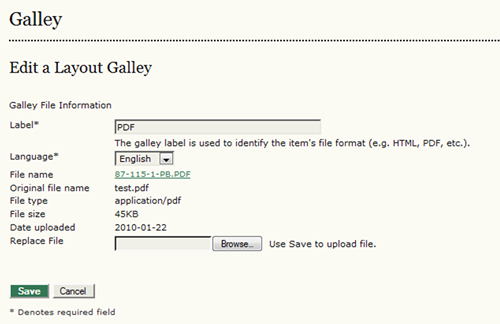 Galley
Edit a Layout Galley
Galley File Information
Label* PDF
The galley label is used to identify the item's file format (e.g. HTML, PDF, etc.).
Language* English
File name 87-115-1-PB.PDF
Original file name test.pdf
File type application/pdf
File size 45KB
Date uploaded 2010-01-22
Replace File Browse... Use Save to upload file.
Save Cancel
* Denotes required field